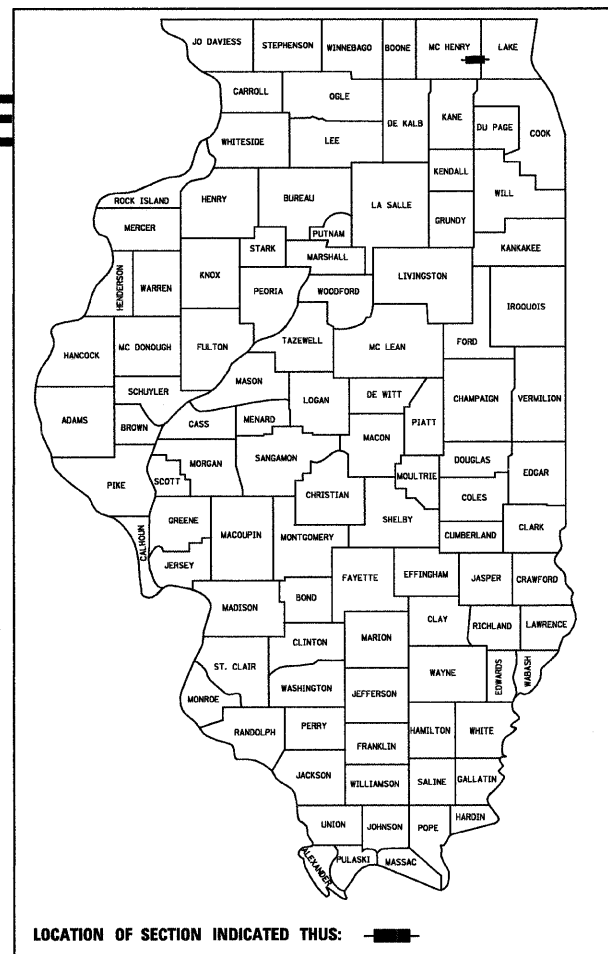 JO DAVIESS
STEPHENSON
WINNEBAGO
BOONE
MC HENRY
LAKE
CARROLL
OGLE
DE KALB
KANE
DU PAGE
COOK
WHITESIDE
LEE
KENDALL
WILL
ROCK ISLAND
HENRY
BUREAU
LA SALLE
GRUNDY
MERCER
PUTNAM
STARK
MARSHALL
KANKAKEE
HENDERSON
WARREN
KNOX
PEORIA
WOODFORD
LIVINGSTON
IROQUOIS
HANCOCK
MC DONOUGH
FULTON
TAZEWELL
MC LEAN
FORD
MASON
SCHUYLER
LOGAN
DE WITT
CHAMPAIGN
VERMILION
ADAMS
BROWN
CASS
MENARD
PIATT
MACON
MORGAN
SANGAMON
DOUGLAS
EDGAR
PIKE
SCOTT
CHRISTIAN
MOULTRIE
COLES
GREENE
MACOUPIN
MONTGOMERY
SHELBY
CUMBERLAND
CLARK
CALHOUN
JERSEY
FAYETTE
EFFINGHAM
JASPER
CRAWFORD
MADISON
BOND
CLAY
RICHLAND
LAWRENCE
CLINTON
MARION
ST. CLAIR
WAYNE
EDWARDS
WABASH
WASHINGTON
JEFFERSON
MONROE
RANDOLPH
PERRY
HAMILTON
WHITE
FRANKLIN
JACKSON
WILLIAMSON
SALINE
GALLATIN
UNION
JOHNSON
POPE
HARDIN
ALEXANDER
PULASKI
MASSAC
LOCATION OF SECTION INDICATED THUS: